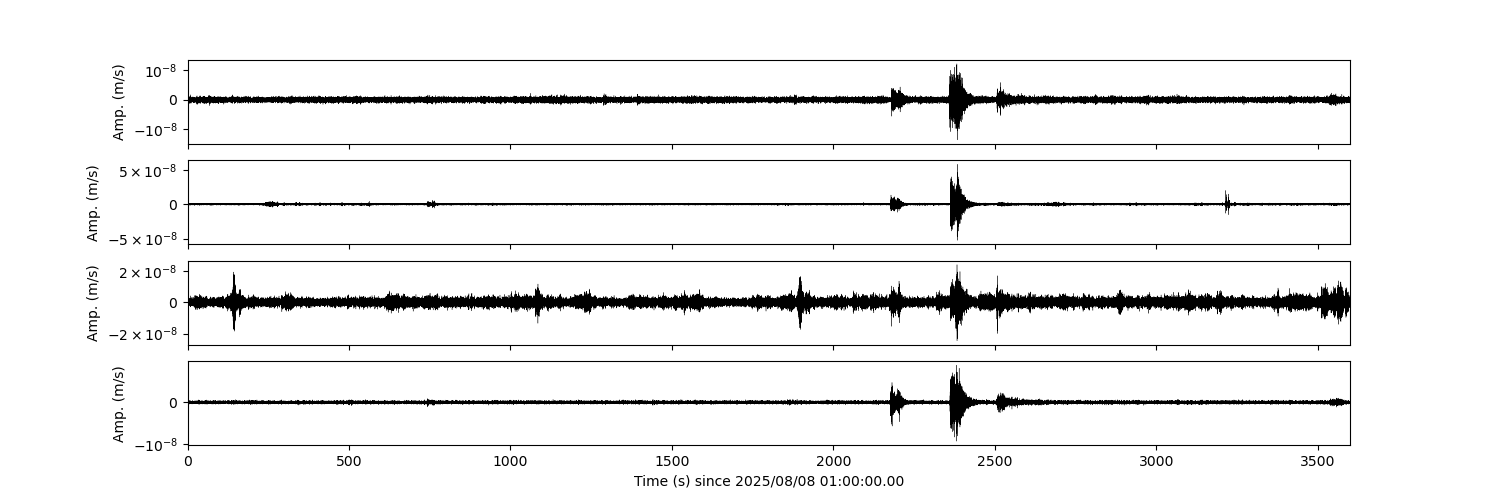 Amp. (m/s)
10⁻⁸
0
−10⁻⁸
Amp. (m/s)
5 × 10⁻⁸
0
−5 × 10⁻⁸
Amp. (m/s)
2 × 10⁻⁸
0
−2 × 10⁻⁸
Amp. (m/s)
0
−10⁻⁸
0 500 1000 1500 2000 2500 3000 3500
Time (s) since 2025/08/08 01:00:00.00